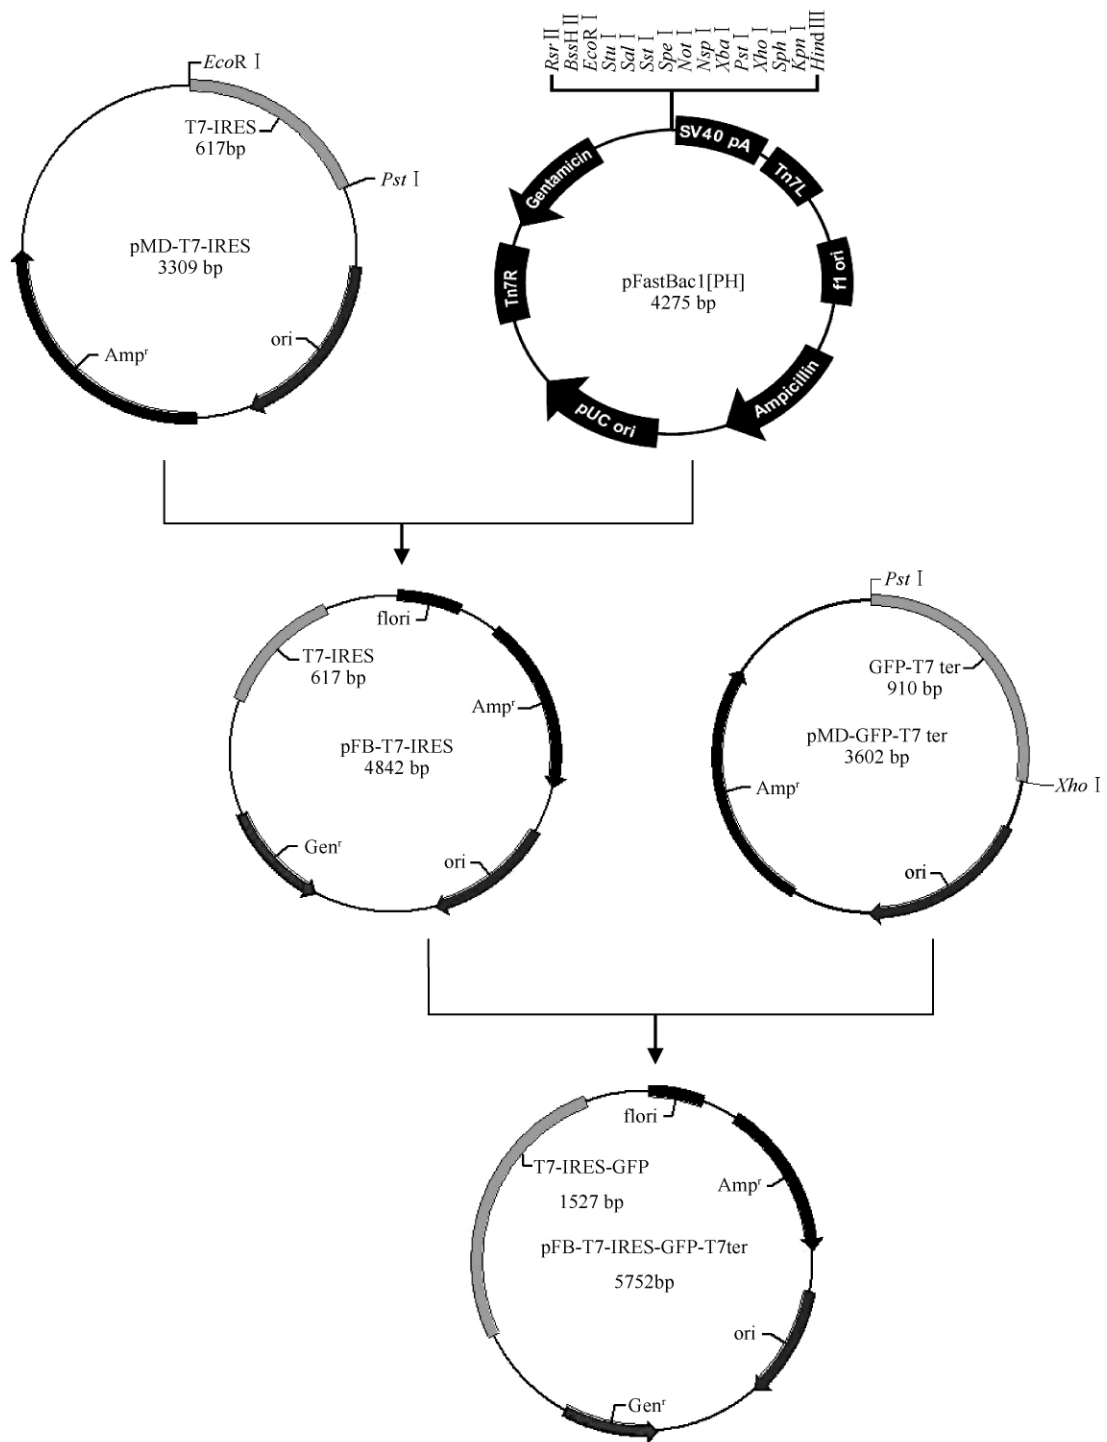 EcoR Ⅰ
T7-IRES
617bp
Pst Ⅰ
pMD-T7-IRES
3309 bp
Ampʳ
ori
Rsr Ⅱ
BssH Ⅱ
EcoR Ⅰ
Stu Ⅰ
Sal Ⅰ
Sst Ⅰ
Spe Ⅰ
Not Ⅰ
Nsp Ⅰ
Xba Ⅰ
Pst Ⅰ
Xho Ⅰ
Sph Ⅰ
Kpn Ⅰ
Hind Ⅲ
SV40 pA
Tn7L
f1 ori
Ampicillin
pUC ori
Tn7R
Gentamicin
pFastBac1[PH]
4275 bp
flori
T7-IRES
617 bp
Ampʳ
pFB-T7-IRES
4842 bp
Genʳ
ori
Pst Ⅰ
GFP-T7 ter
910 bp
pMD-GFP-T7 ter
3602 bp
Ampʳ
Xho Ⅰ
ori
flori
T7-IRES-GFP
1527 bp
Ampʳ
pFB-T7-IRES-GFP-T7ter
5752bp
ori
Genʳ